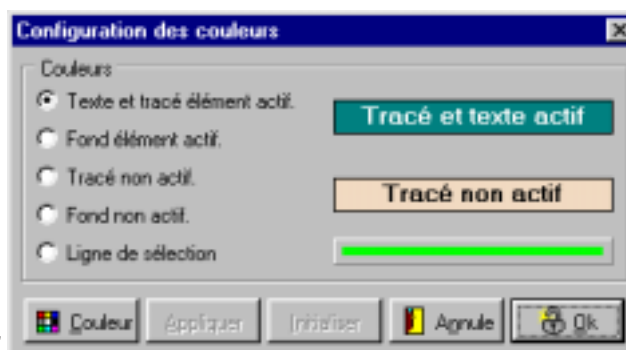 Configuration des couleurs
Couleurs
Texte et tracé élément actif.
Tracé et texte actif
Fond élément actif.
Tracé non actif.
Tracé non actif
Fond non actif.
Ligne de sélection
Couleur Appliquer Initialiser Annule Ok